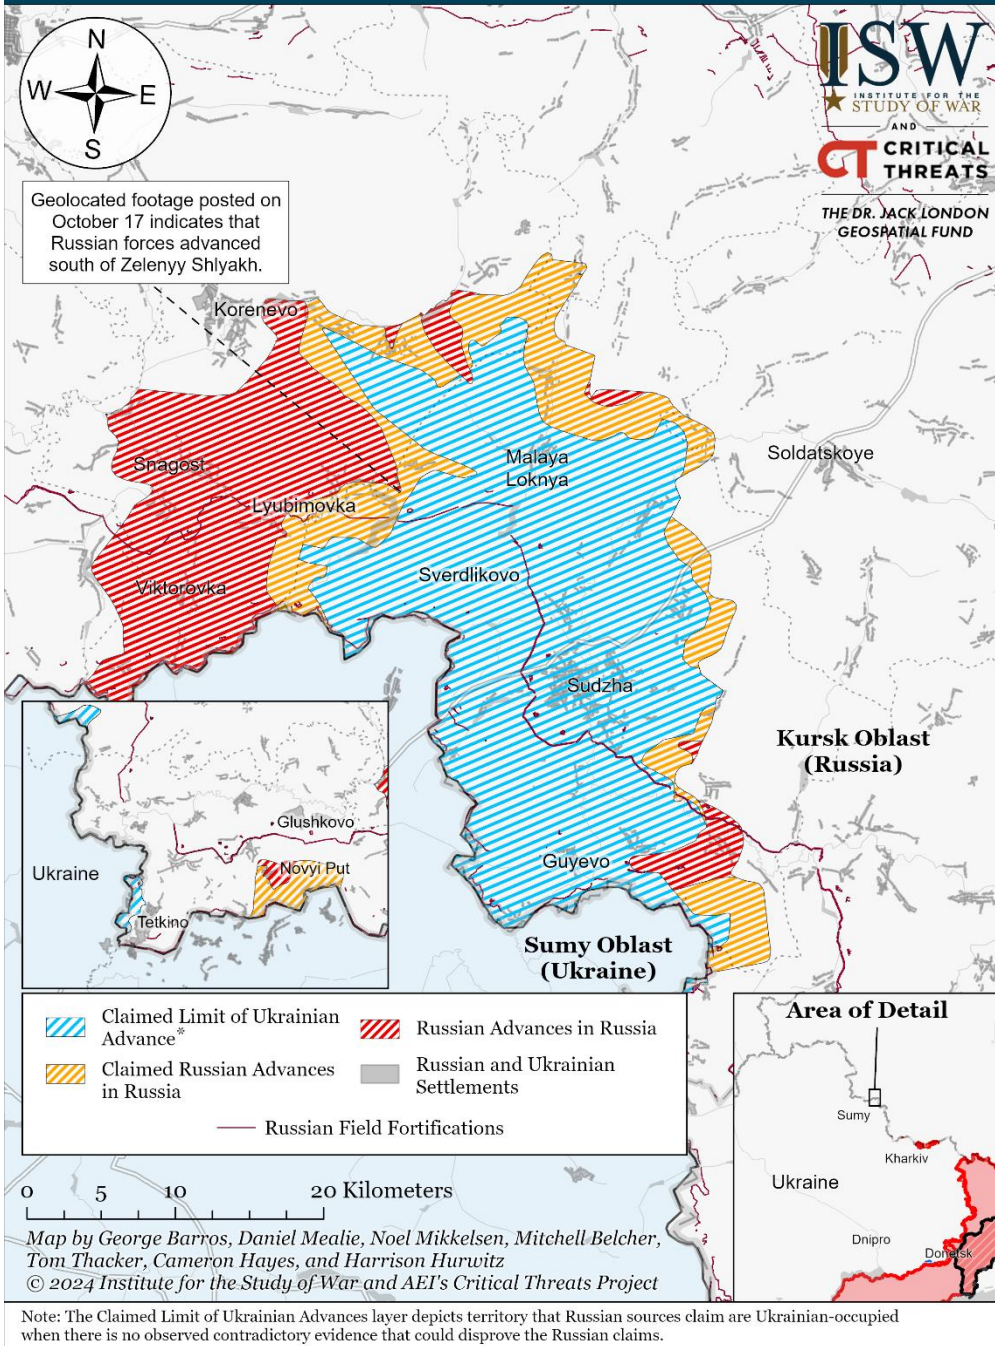 N
W
E
S
ISW
INSTITUTE FOR THE
STUDY OF WAR
AND
CT CRITICAL
THREATS
THE DR. JACK LONDON
GEOSPATIAL FUND
Geolocated footage posted on
October 17 indicates that
Russian forces advanced
south of Zelenyy Shlyakh.
Korenevo
Snagost
Lyubimovka
Malaya
Loknya
Soldatskoye
Viktorovka
Sverdlikovo
Sudzha
Kursk Oblast
(Russia)
Guyevo
Sumy Oblast
(Ukraine)
Glushkovo
Ukraine
Novyi Put
Tetkino
Claimed Limit of Ukrainian
Advance*
Russian Advances in Russia
Claimed Russian Advances
in Russia
Russian and Ukrainian
Settlements
Russian Field Fortifications
Area of Detail
Sumy
Kharkiv
Ukraine
Dnipro
Donetsk
0 5 10 20 Kilometers
Map by George Barros, Daniel Mealie, Noel Mikkelsen, Mitchell Belcher,
Tom Thacker, Cameron Hayes, and Harrison Hurwitz
© 2024 Institute for the Study of War and AEI's Critical Threats Project
Note: The Claimed Limit of Ukrainian Advances layer depicts territory that Russian sources claim are Ukrainian-occupied
when there is no observed contradictory evidence that could disprove the Russian claims.